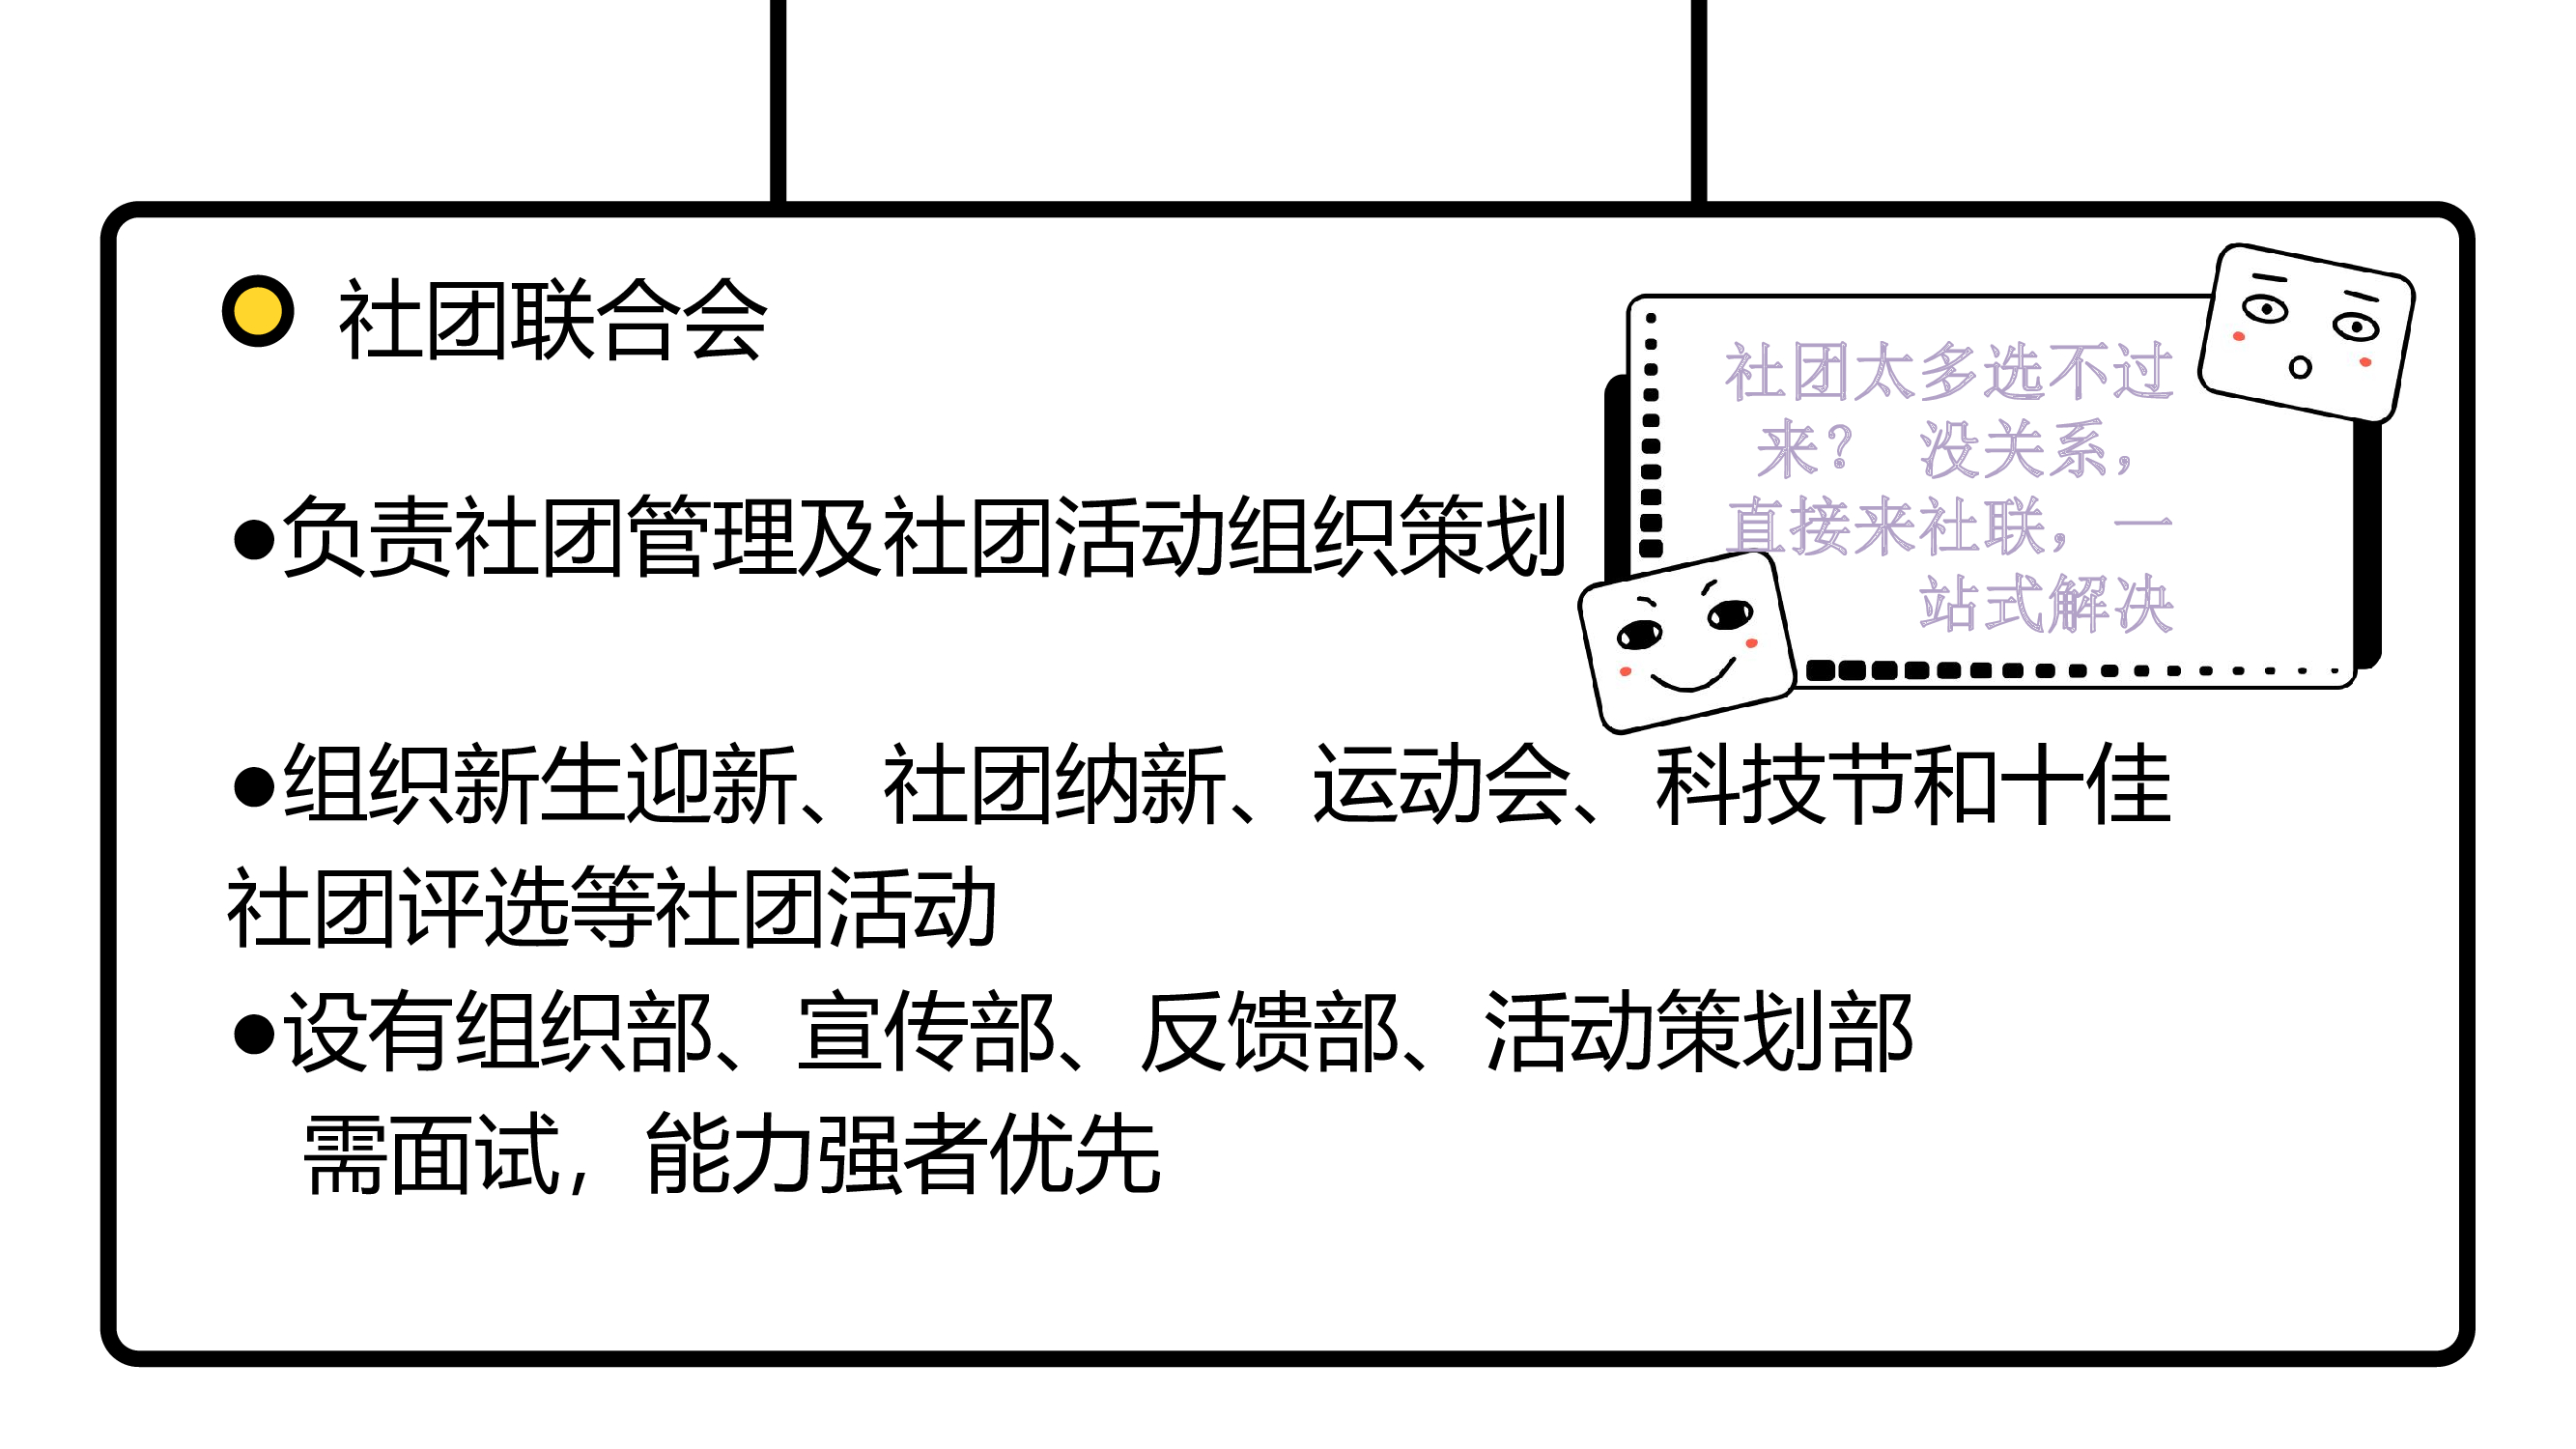 社团联合会
社团太多选不过
来？ 没关系，
直接来社联，一
站式解决
●负责社团管理及社团活动组织策划
●组织新生迎新、社团纳新、运动会、科技节和十佳
社团评选等社团活动
●设有组织部、宣传部、反馈部、活动策划部
需面试，能力强者优先